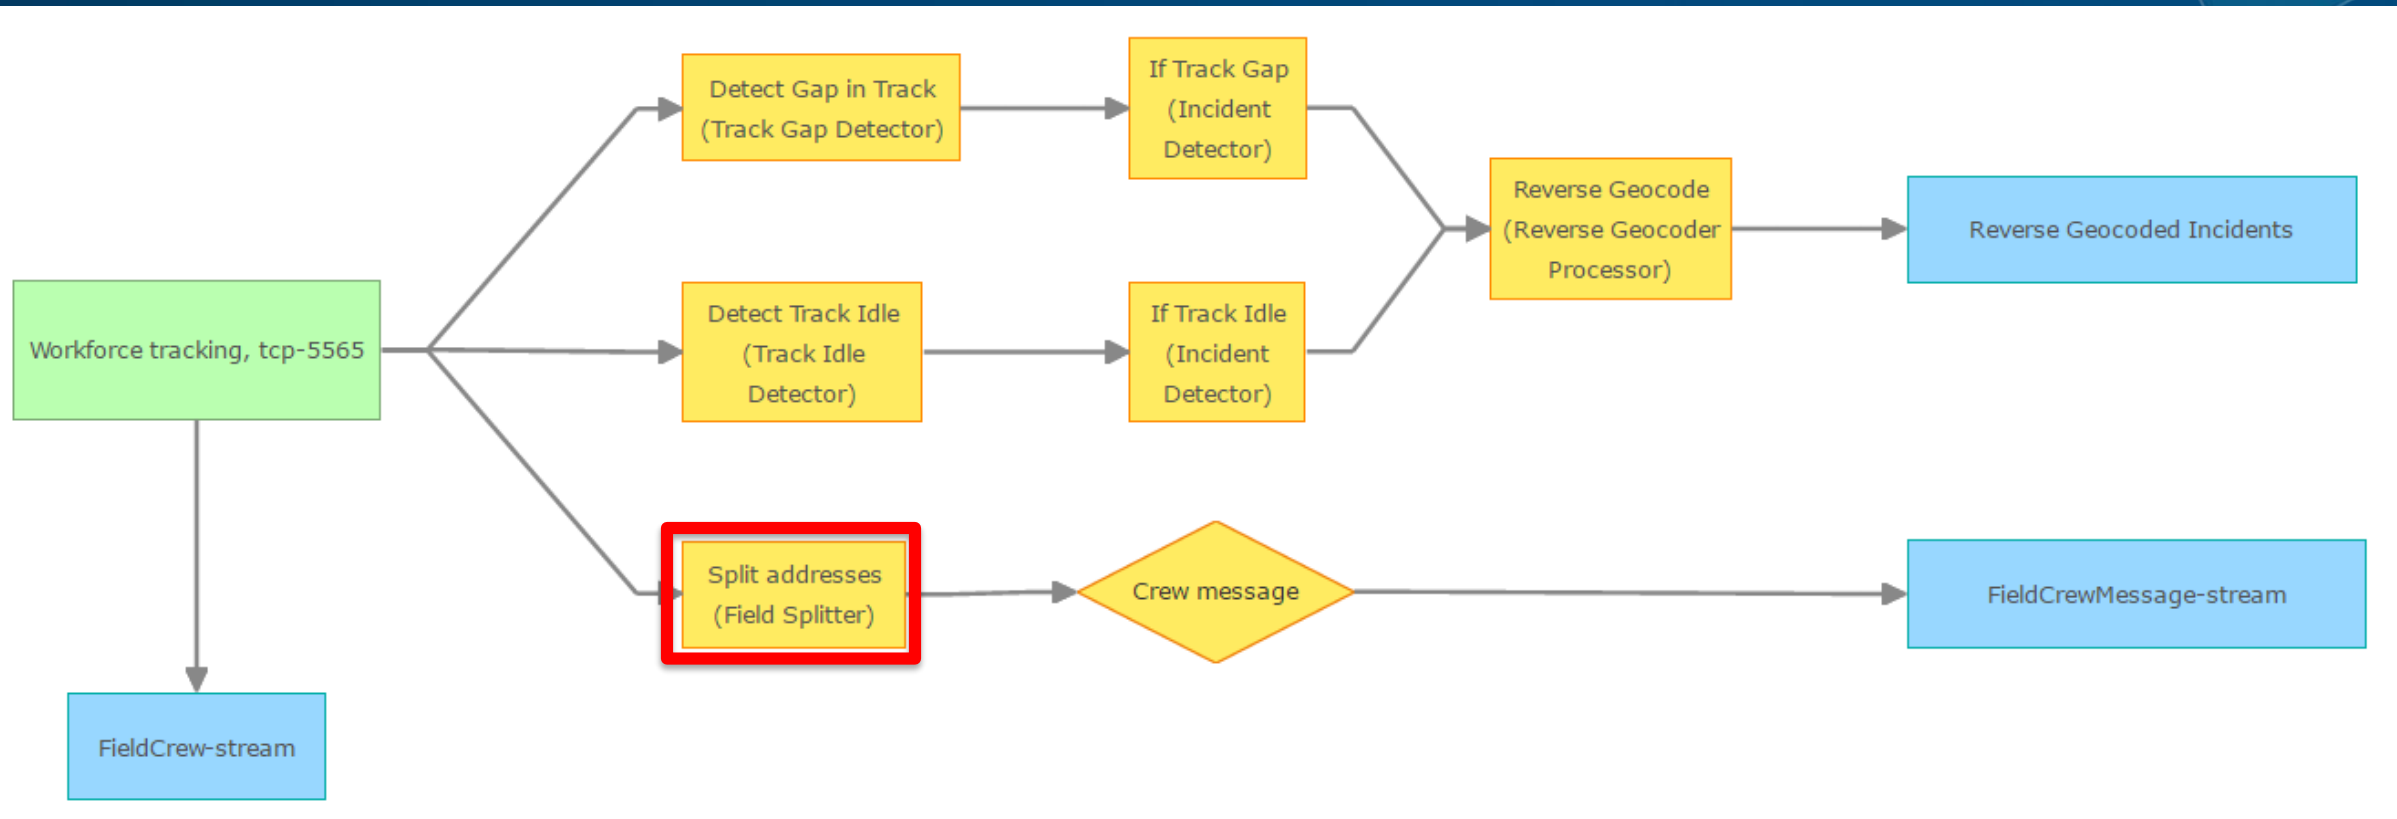 Detect Gap in Track
(Track Gap Detector)
If Track Gap
(Incident
Detector)
Reverse Geocode
(Reverse Geocoder
Processor)
Reverse Geocoded Incidents
Workforce tracking, tcp-5565
Detect Track Idle
(Track Idle
Detector)
If Track Idle
(Incident
Detector)
Split addresses
(Field Splitter)
Crew message
FieldCrewMessage-stream
FieldCrew-stream